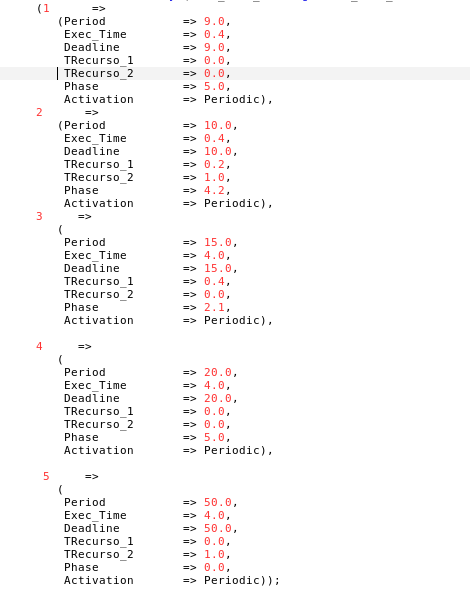 (1 =>
(Period => 9.0,
Exec_Time => 0.4,
Deadline => 9.0,
TRecurso_1 => 0.0,
TRecurso_2 => 0.0,
Phase => 5.0,
Activation => Periodic),
2 =>
(Period => 10.0,
Exec_Time => 0.4,
Deadline => 10.0,
TRecurso_1 => 0.2,
TRecurso_2 => 1.0,
Phase => 4.2,
Activation => Periodic),
3 =>
(
Period => 15.0,
Exec_Time => 4.0,
Deadline => 15.0,
TRecurso_1 => 0.4,
TRecurso_2 => 0.0,
Phase => 2.1,
Activation => Periodic),
4 =>
(
Period => 20.0,
Exec_Time => 4.0,
Deadline => 20.0,
TRecurso_1 => 0.0,
TRecurso_2 => 0.0,
Phase => 5.0,
Activation => Periodic),
5 =>
(
Period => 50.0,
Exec_Time => 4.0,
Deadline => 50.0,
TRecurso_1 => 0.0,
TRecurso_2 => 1.0,
Phase => 0.0,
Activation => Periodic));